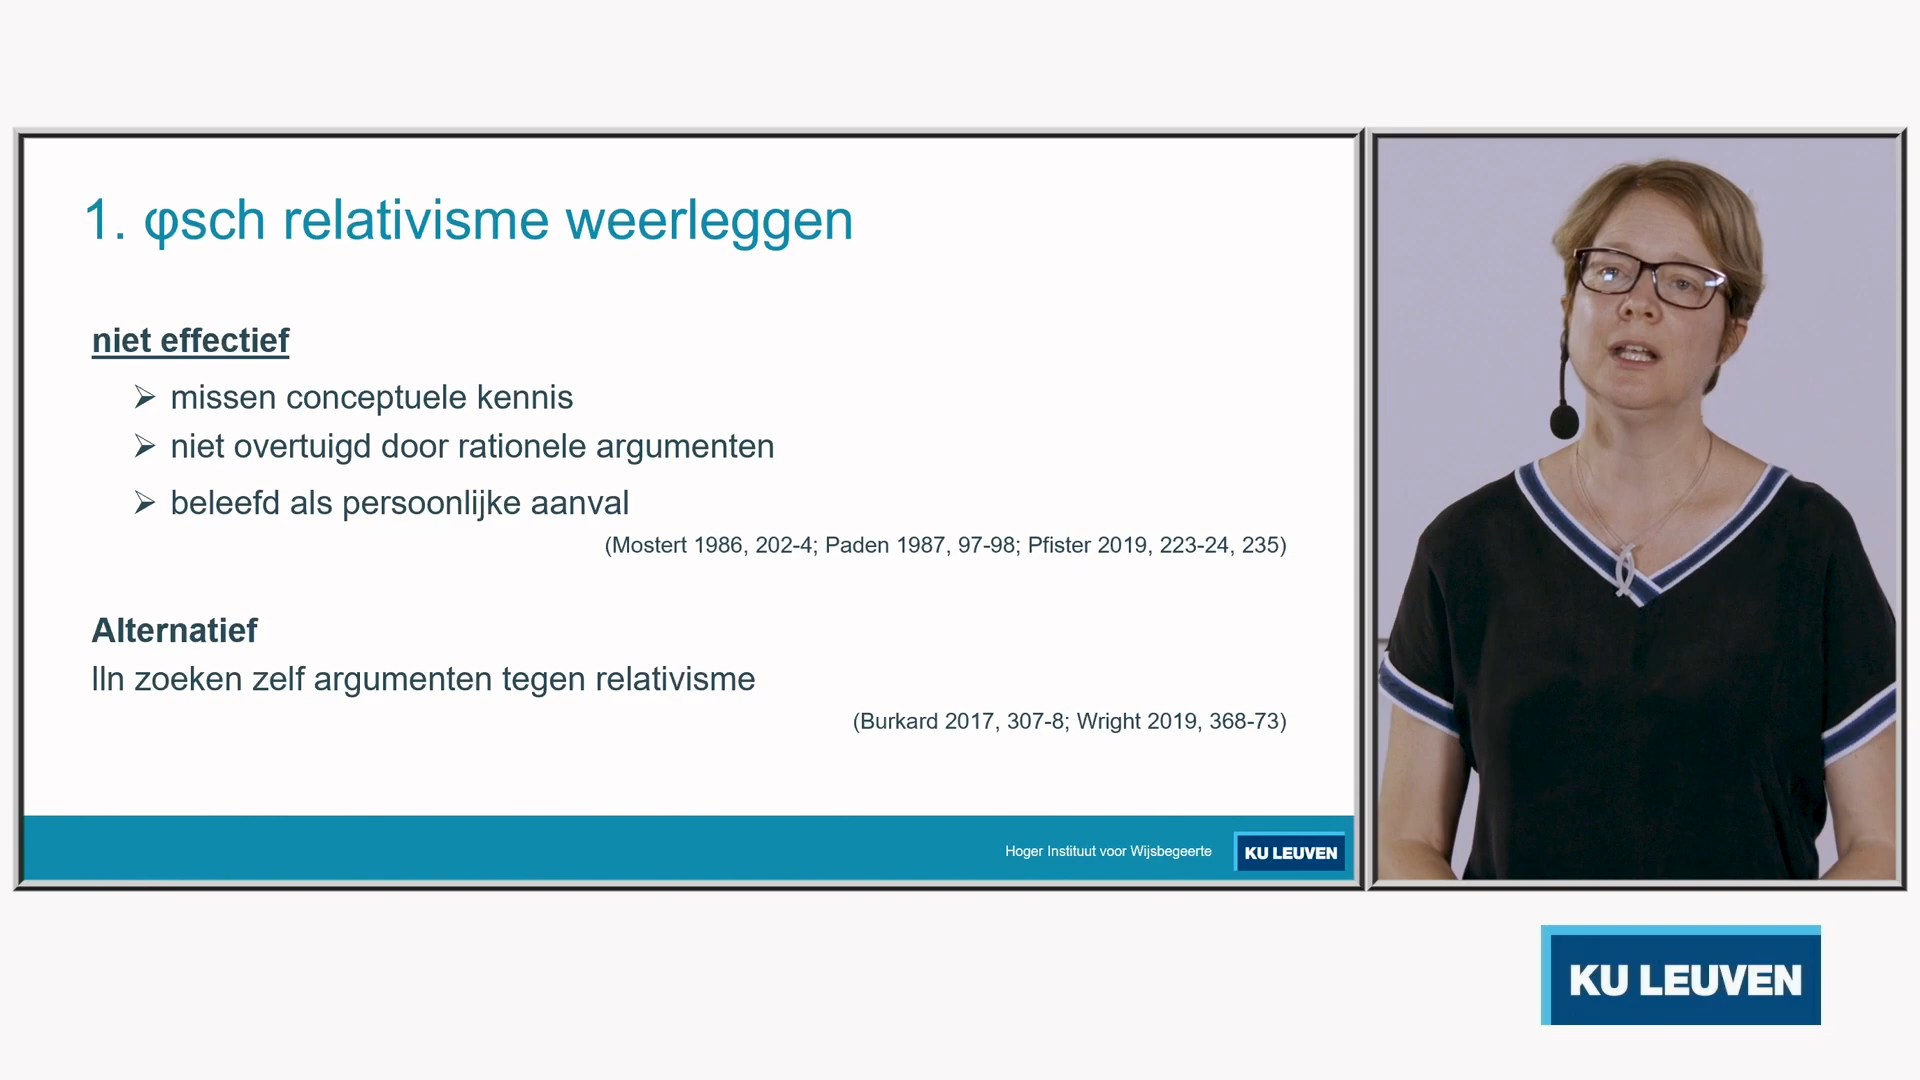 1. φsch relativisme weerleggen
niet effectief
➢ missen conceptuele kennis
➢ niet overtuigd door rationele argumenten
➢ beleefd als persoonlijke aanval
(Mostert 1986, 202-4; Paden 1987, 97-98; Pfister 2019, 223-24, 235)
Alternatief
lln zoeken zelf argumenten tegen relativisme
(Burkard 2017, 307-8; Wright 2019, 368-73)
Hoger Instituut voor Wijsbegeerte
KU LEUVEN
KU LEUVEN